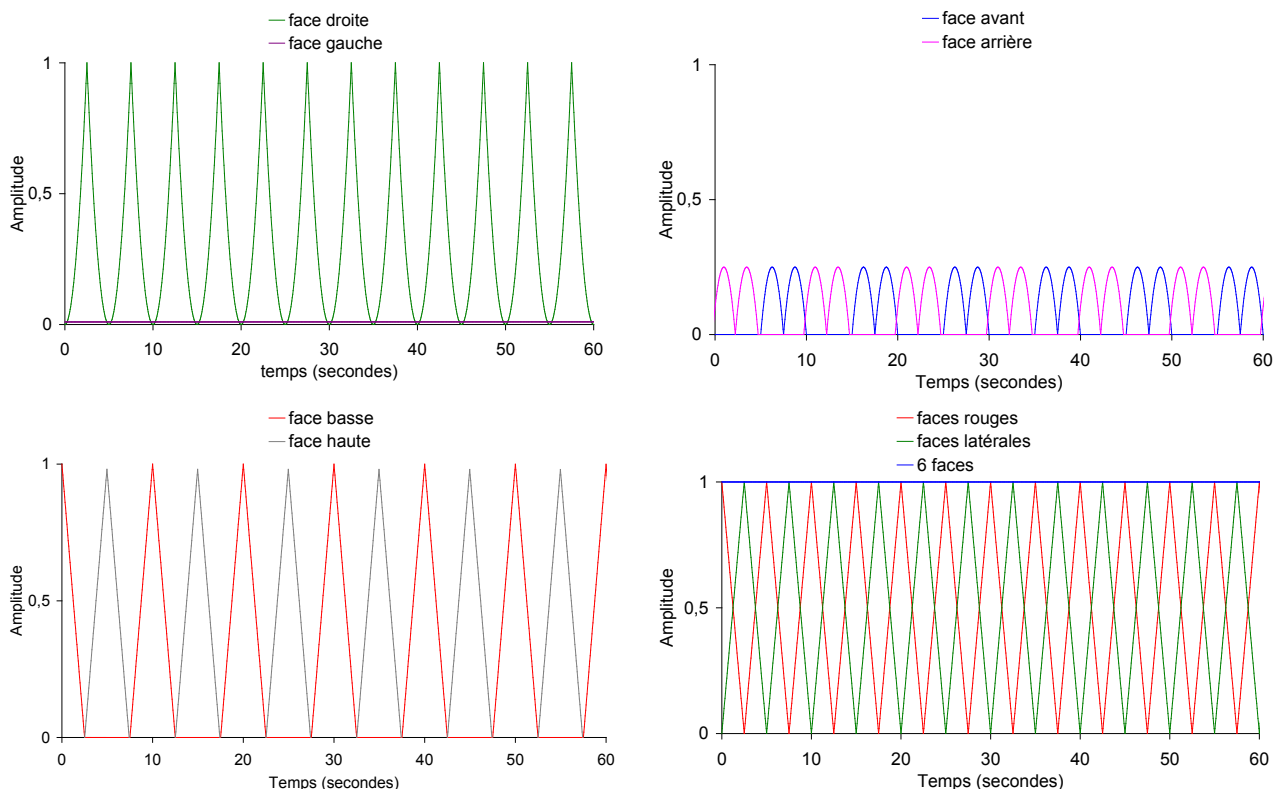 face droite
face gauche
1
0,5
0
Amplitude
0 10 20 30 40 50 60
temps (secondes)
face avant
face arrière
1
0,5
0
Amplitude
0 10 20 30 40 50 60
Temps (secondes)
face basse
face haute
1
0,5
0
Amplitude
0 10 20 30 40 50 60
Temps (secondes)
faces rouges
faces latérales
6 faces
1
0,5
0
Amplitude
0 10 20 30 40 50 60
Temps (secondes)